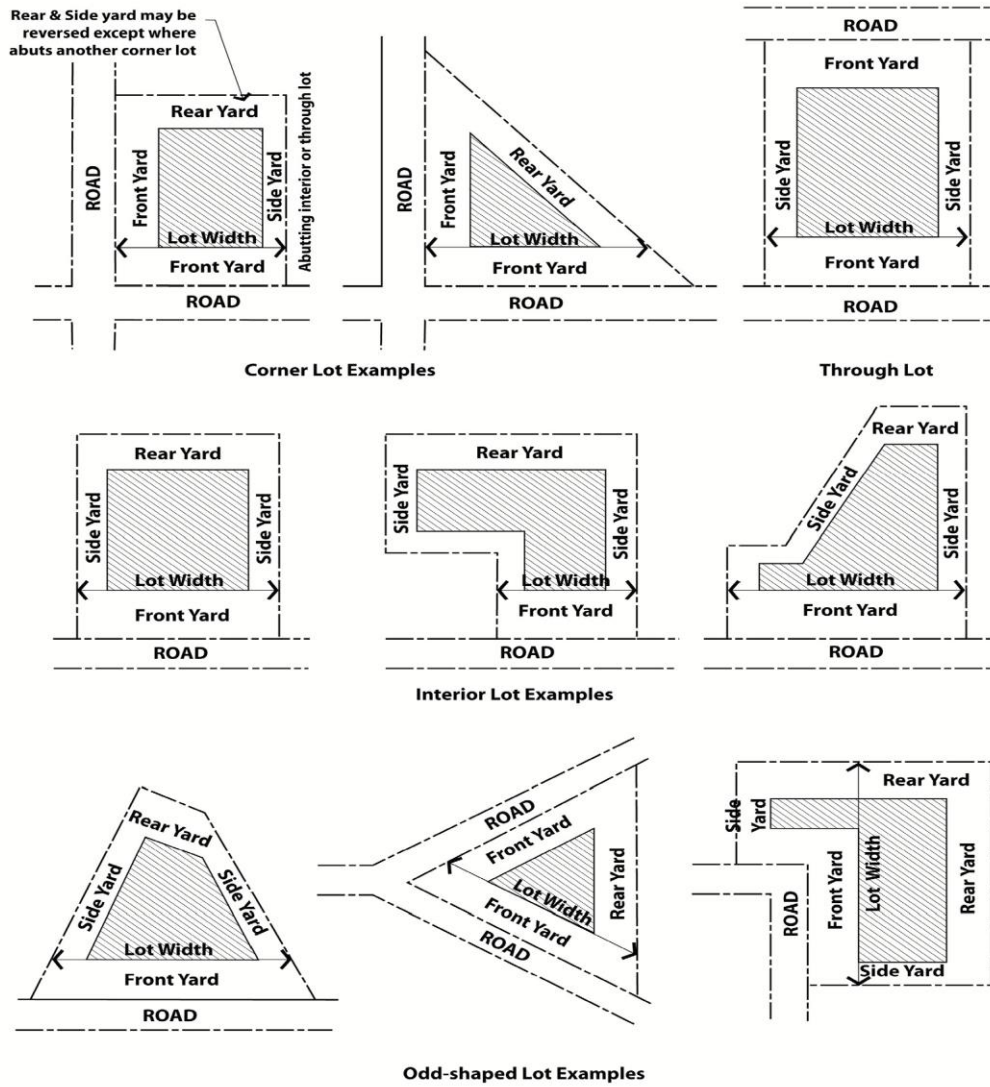 Rear & Side yard may be
reversed except where
abuts another corner lot
Rear Yard
ROAD
Front Yard
Side Yard
Abutting interior or through lot
Lot Width
Front Yard
ROAD
ROAD
Front Yard
Rear Yard
Lot Width
Front Yard
ROAD
Corner Lot Examples
ROAD
Front Yard
Side Yard
Side Yard
Lot Width
Front Yard
ROAD
Through Lot
Rear Yard
Side Yard
Side Yard
Lot Width
Front Yard
ROAD
Rear Yard
Side Yard
Side Yard
Lot Width
Front Yard
ROAD
Rear Yard
Side Yard
Side Yard
Lot Width
Front Yard
ROAD
Interior Lot Examples
Rear Yard
Side Yard
Side Yard
Lot Width
Front Yard
ROAD
ROAD
Front Yard
Lot Width
Rear Yard
Front Yard
ROAD
Rear Yard
Side
Yard
Front Yard
Lot Width
Rear Yard
ROAD
Side Yard
Odd-shaped Lot Examples